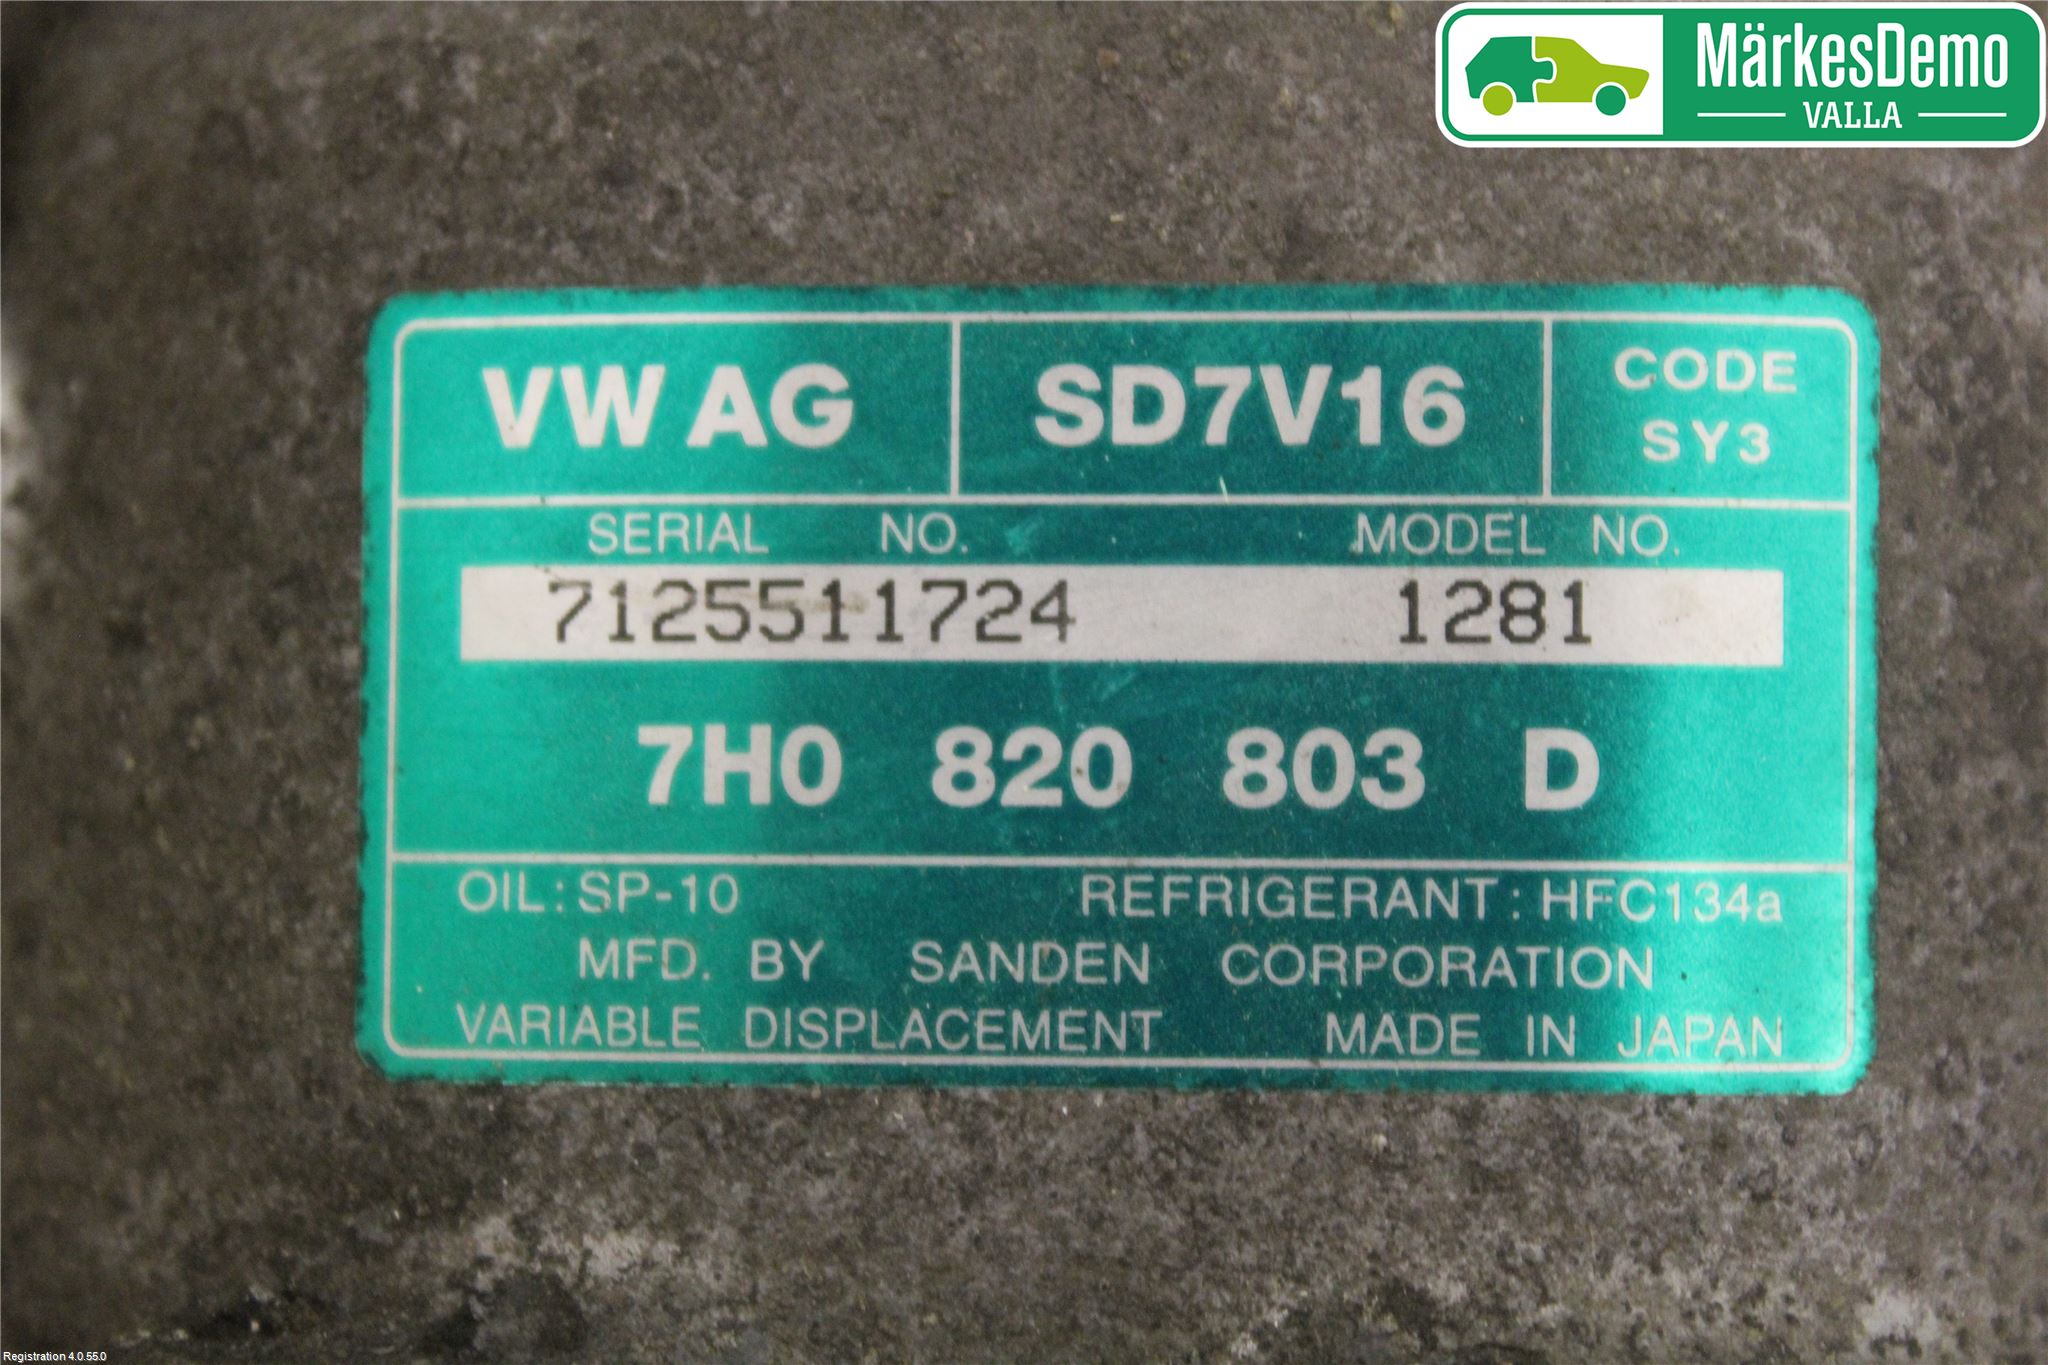 MärkesDemo
VALLA
VW AG SD7V16 CODE
SY3
SERIAL NO. MODEL NO.
7125511724 1281
7H0 820 803 D
OIL: SP-10 REFRIGERANT: HFC134a
MFD. BY SANDEN CORPORATION
VARIABLE DISPLACEMENT MADE IN JAPAN
Registration 4.0.55.0